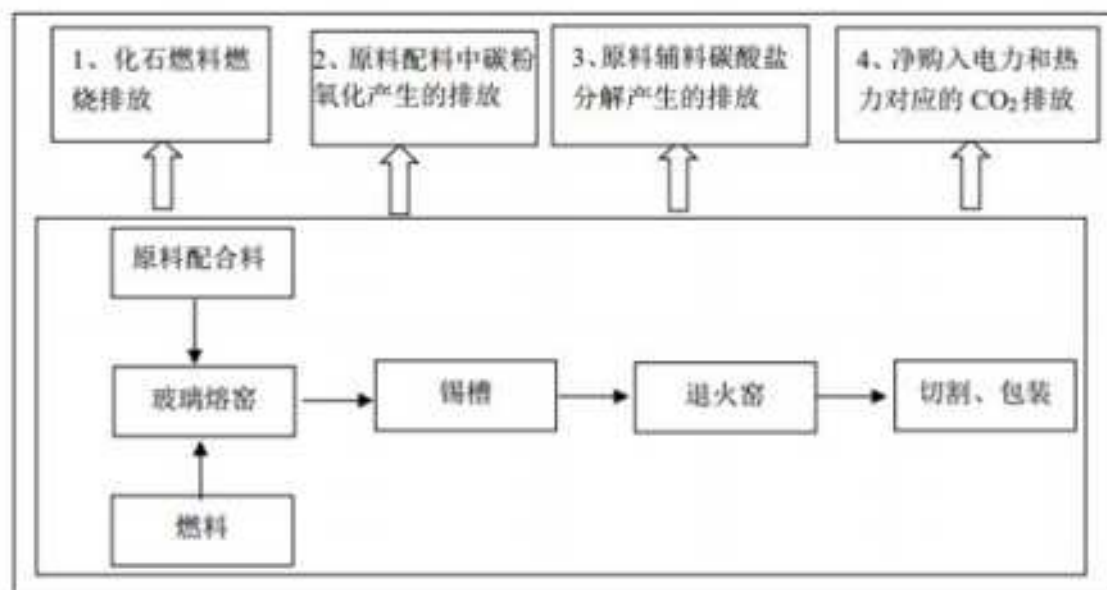 1、化石燃料燃
烧排放
2、原料配料中碳粉
氧化产生的排放
3、原料辅料碳酸盐
分解产生的排放
4、净购入电力和热
力对应的 CO₂排放
原料配合料
玻璃熔窑
锡槽
退火窑
切割、包装
燃料